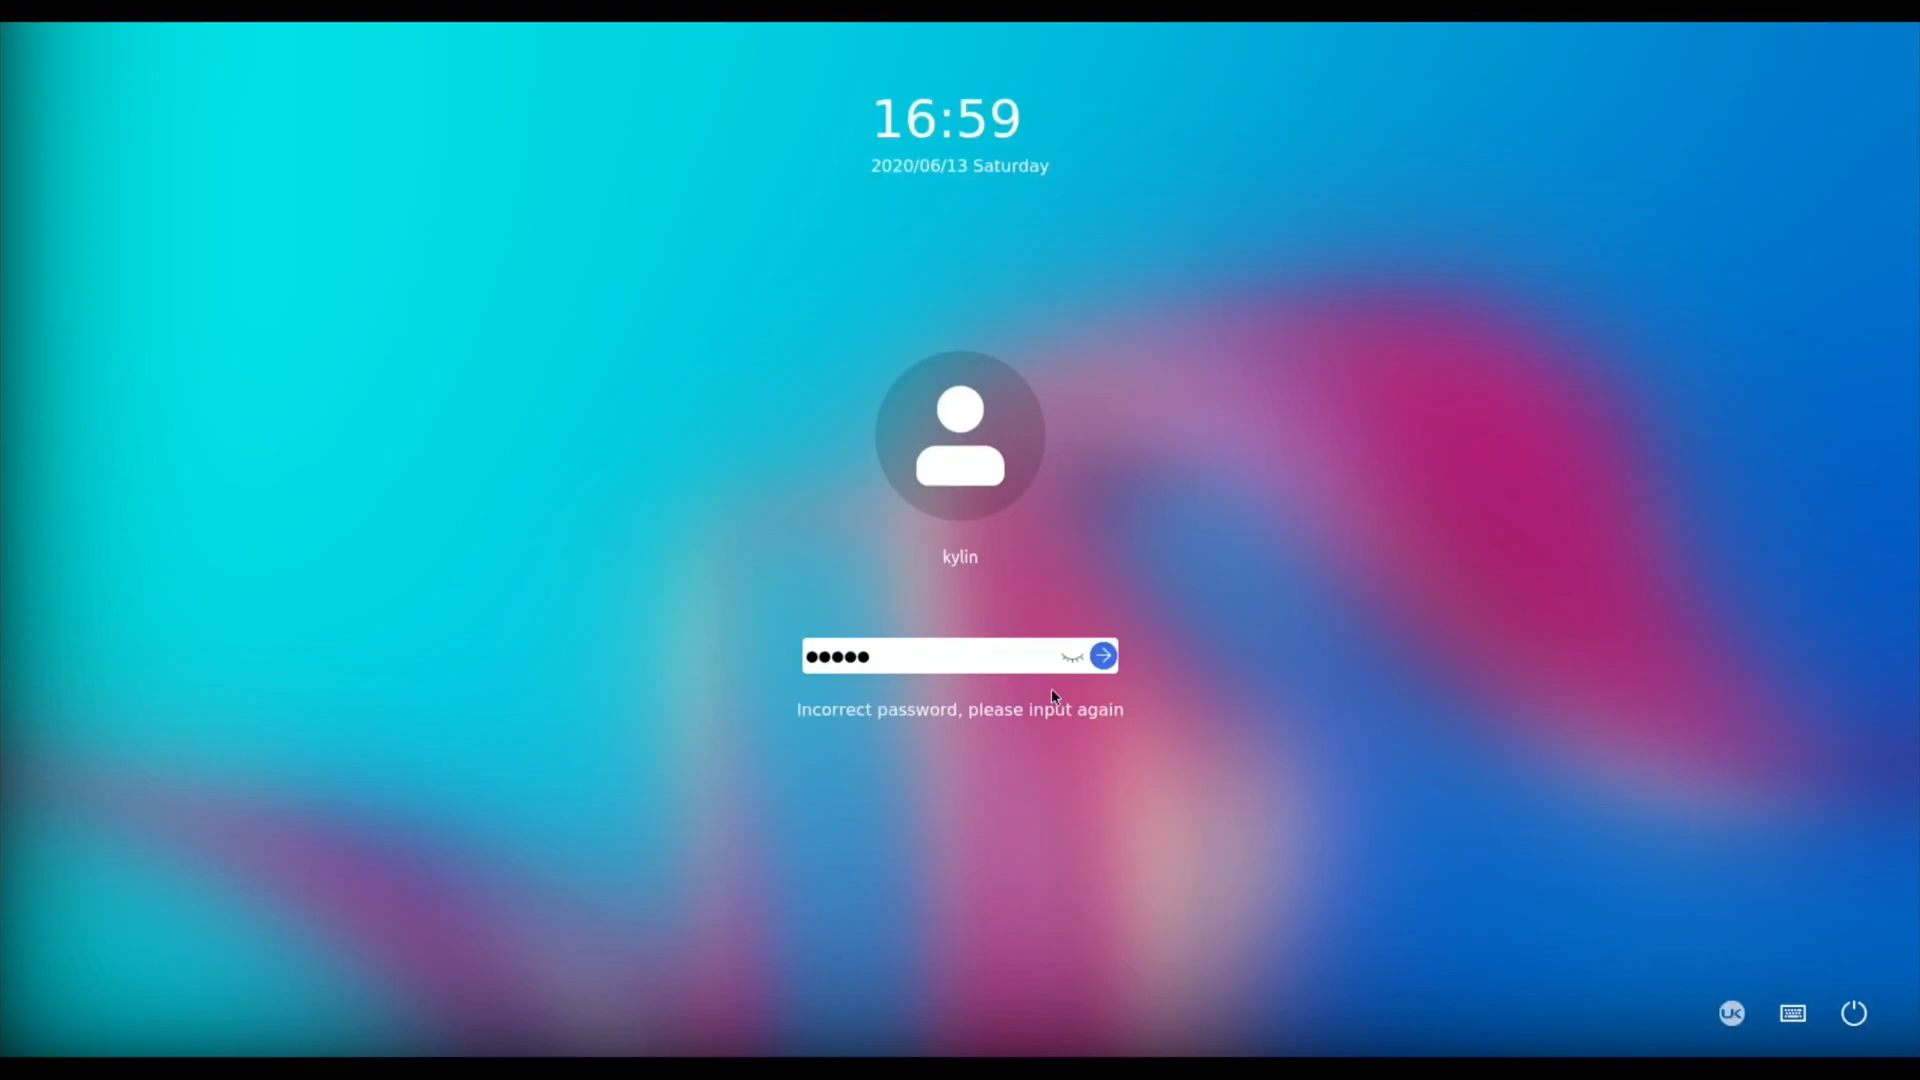 16:59
2020/06/13 Saturday
kylin
●●●●●
Incorrect password, please input again
UK